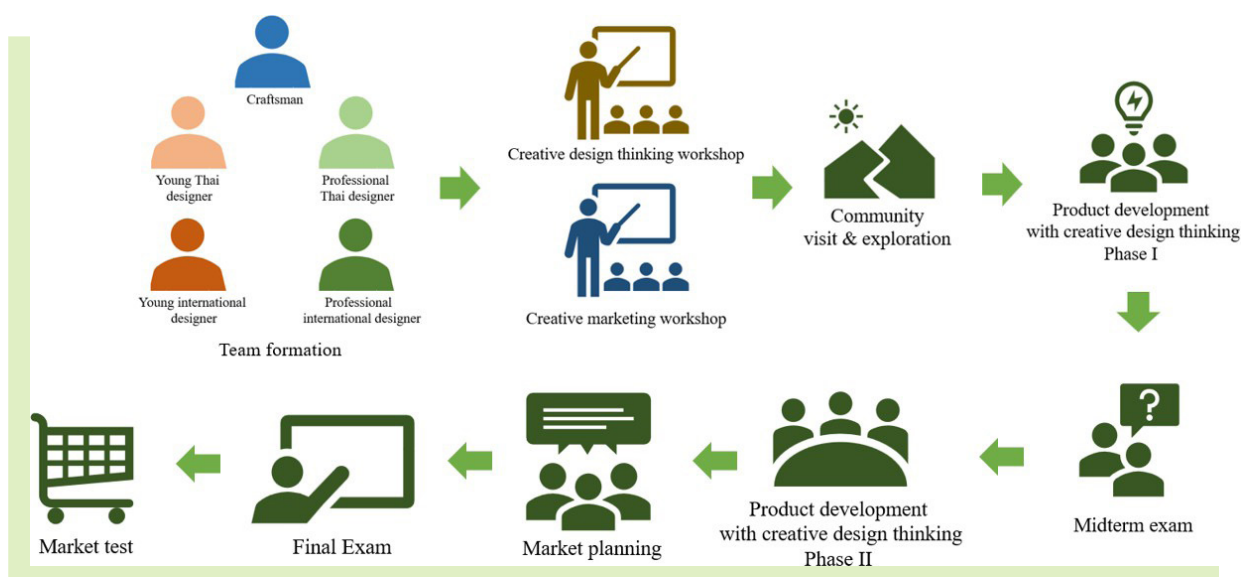 Craftsman
Young Thai
designer
Professional
Thai designer
Young international
designer
Professional
international designer
Team formation
Creative design thinking workshop
Creative marketing workshop
Community
visit & exploration
Product development
with creative design thinking
Phase I
Midterm exam
Product development
with creative design thinking
Phase II
Market planning
Final Exam
Market test
?